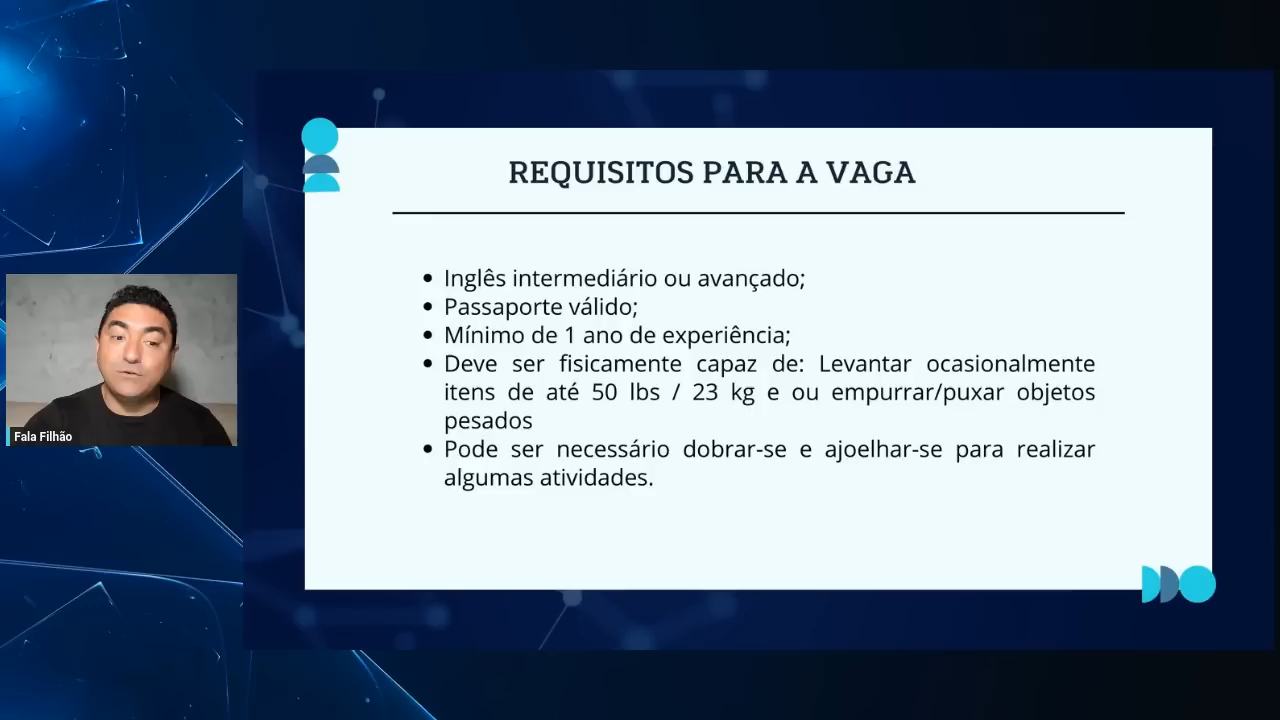 REQUISITOS PARA A VAGA
Inglês intermediário ou avançado;
Passaporte válido;
Mínimo de 1 ano de experiência;
Deve ser fisicamente capaz de: Levantar ocasionalmente
itens de até 50 lbs / 23 kg e ou empurrar/puxar objetos
pesados
Pode ser necessário dobrar-se e ajoelhar-se para realizar
algumas atividades.
Fala Filhão